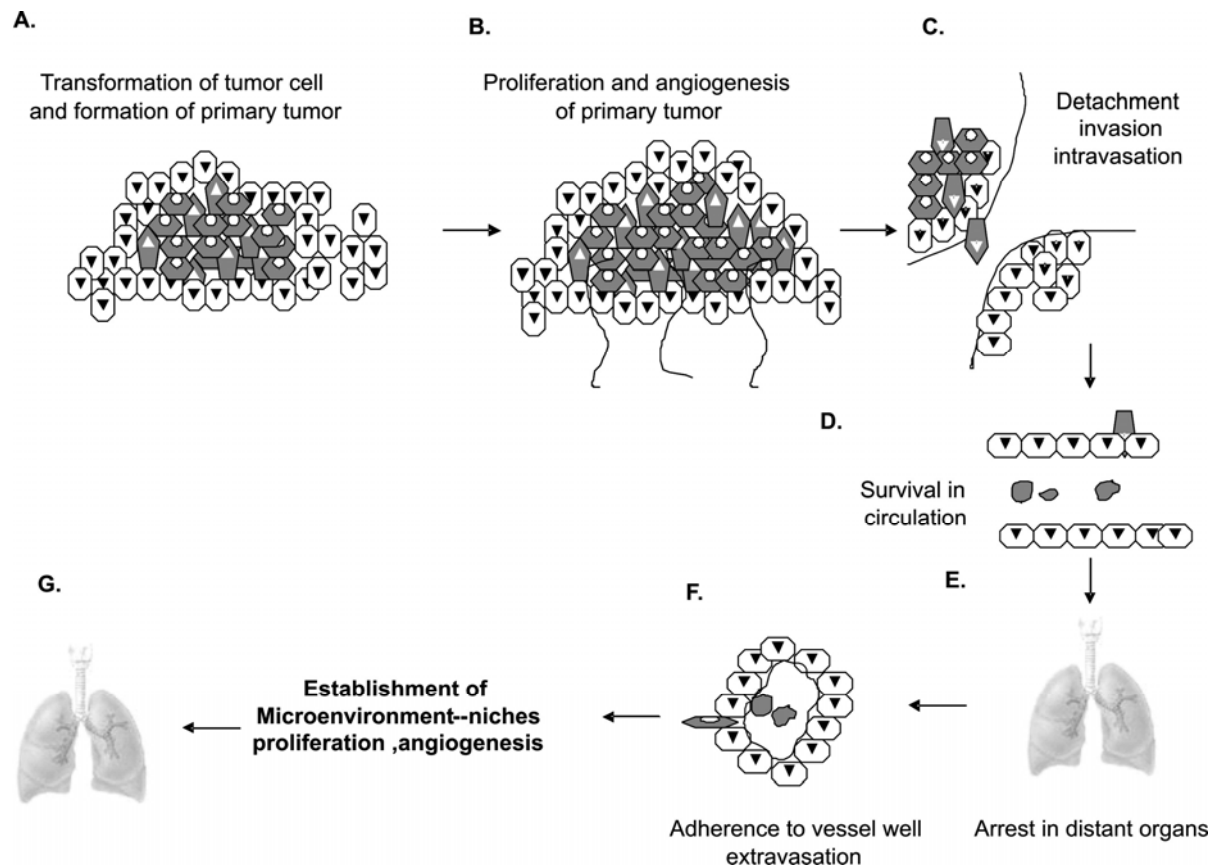 A.
Transformation of tumor cell
and formation of primary tumor
B.
Proliferation and angiogenesis
of primary tumor
C.
Detachment
invasion
intravasation
D.
Survival in
circulation
E.
Arrest in distant organs
F.
Adherence to vessel well
extravasation
Establishment of
Microenvironment--niches
proliferation ,angiogenesis
G.